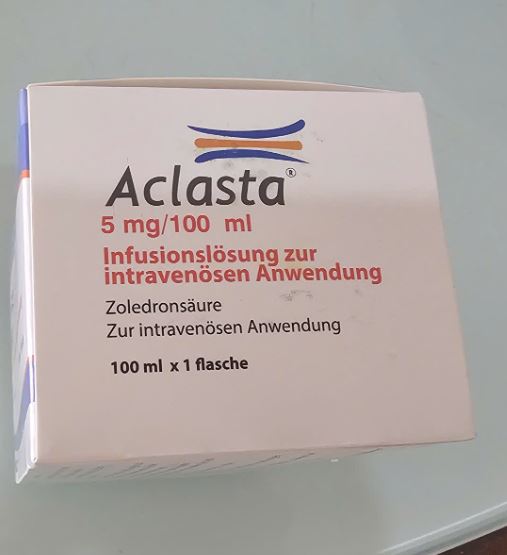 Aclasta®
5 mg/100 ml
Infusionslösung zur
intravenösen Anwendung
Zoledronsäure
Zur intravenösen Anwendung
100 ml x 1 flasche